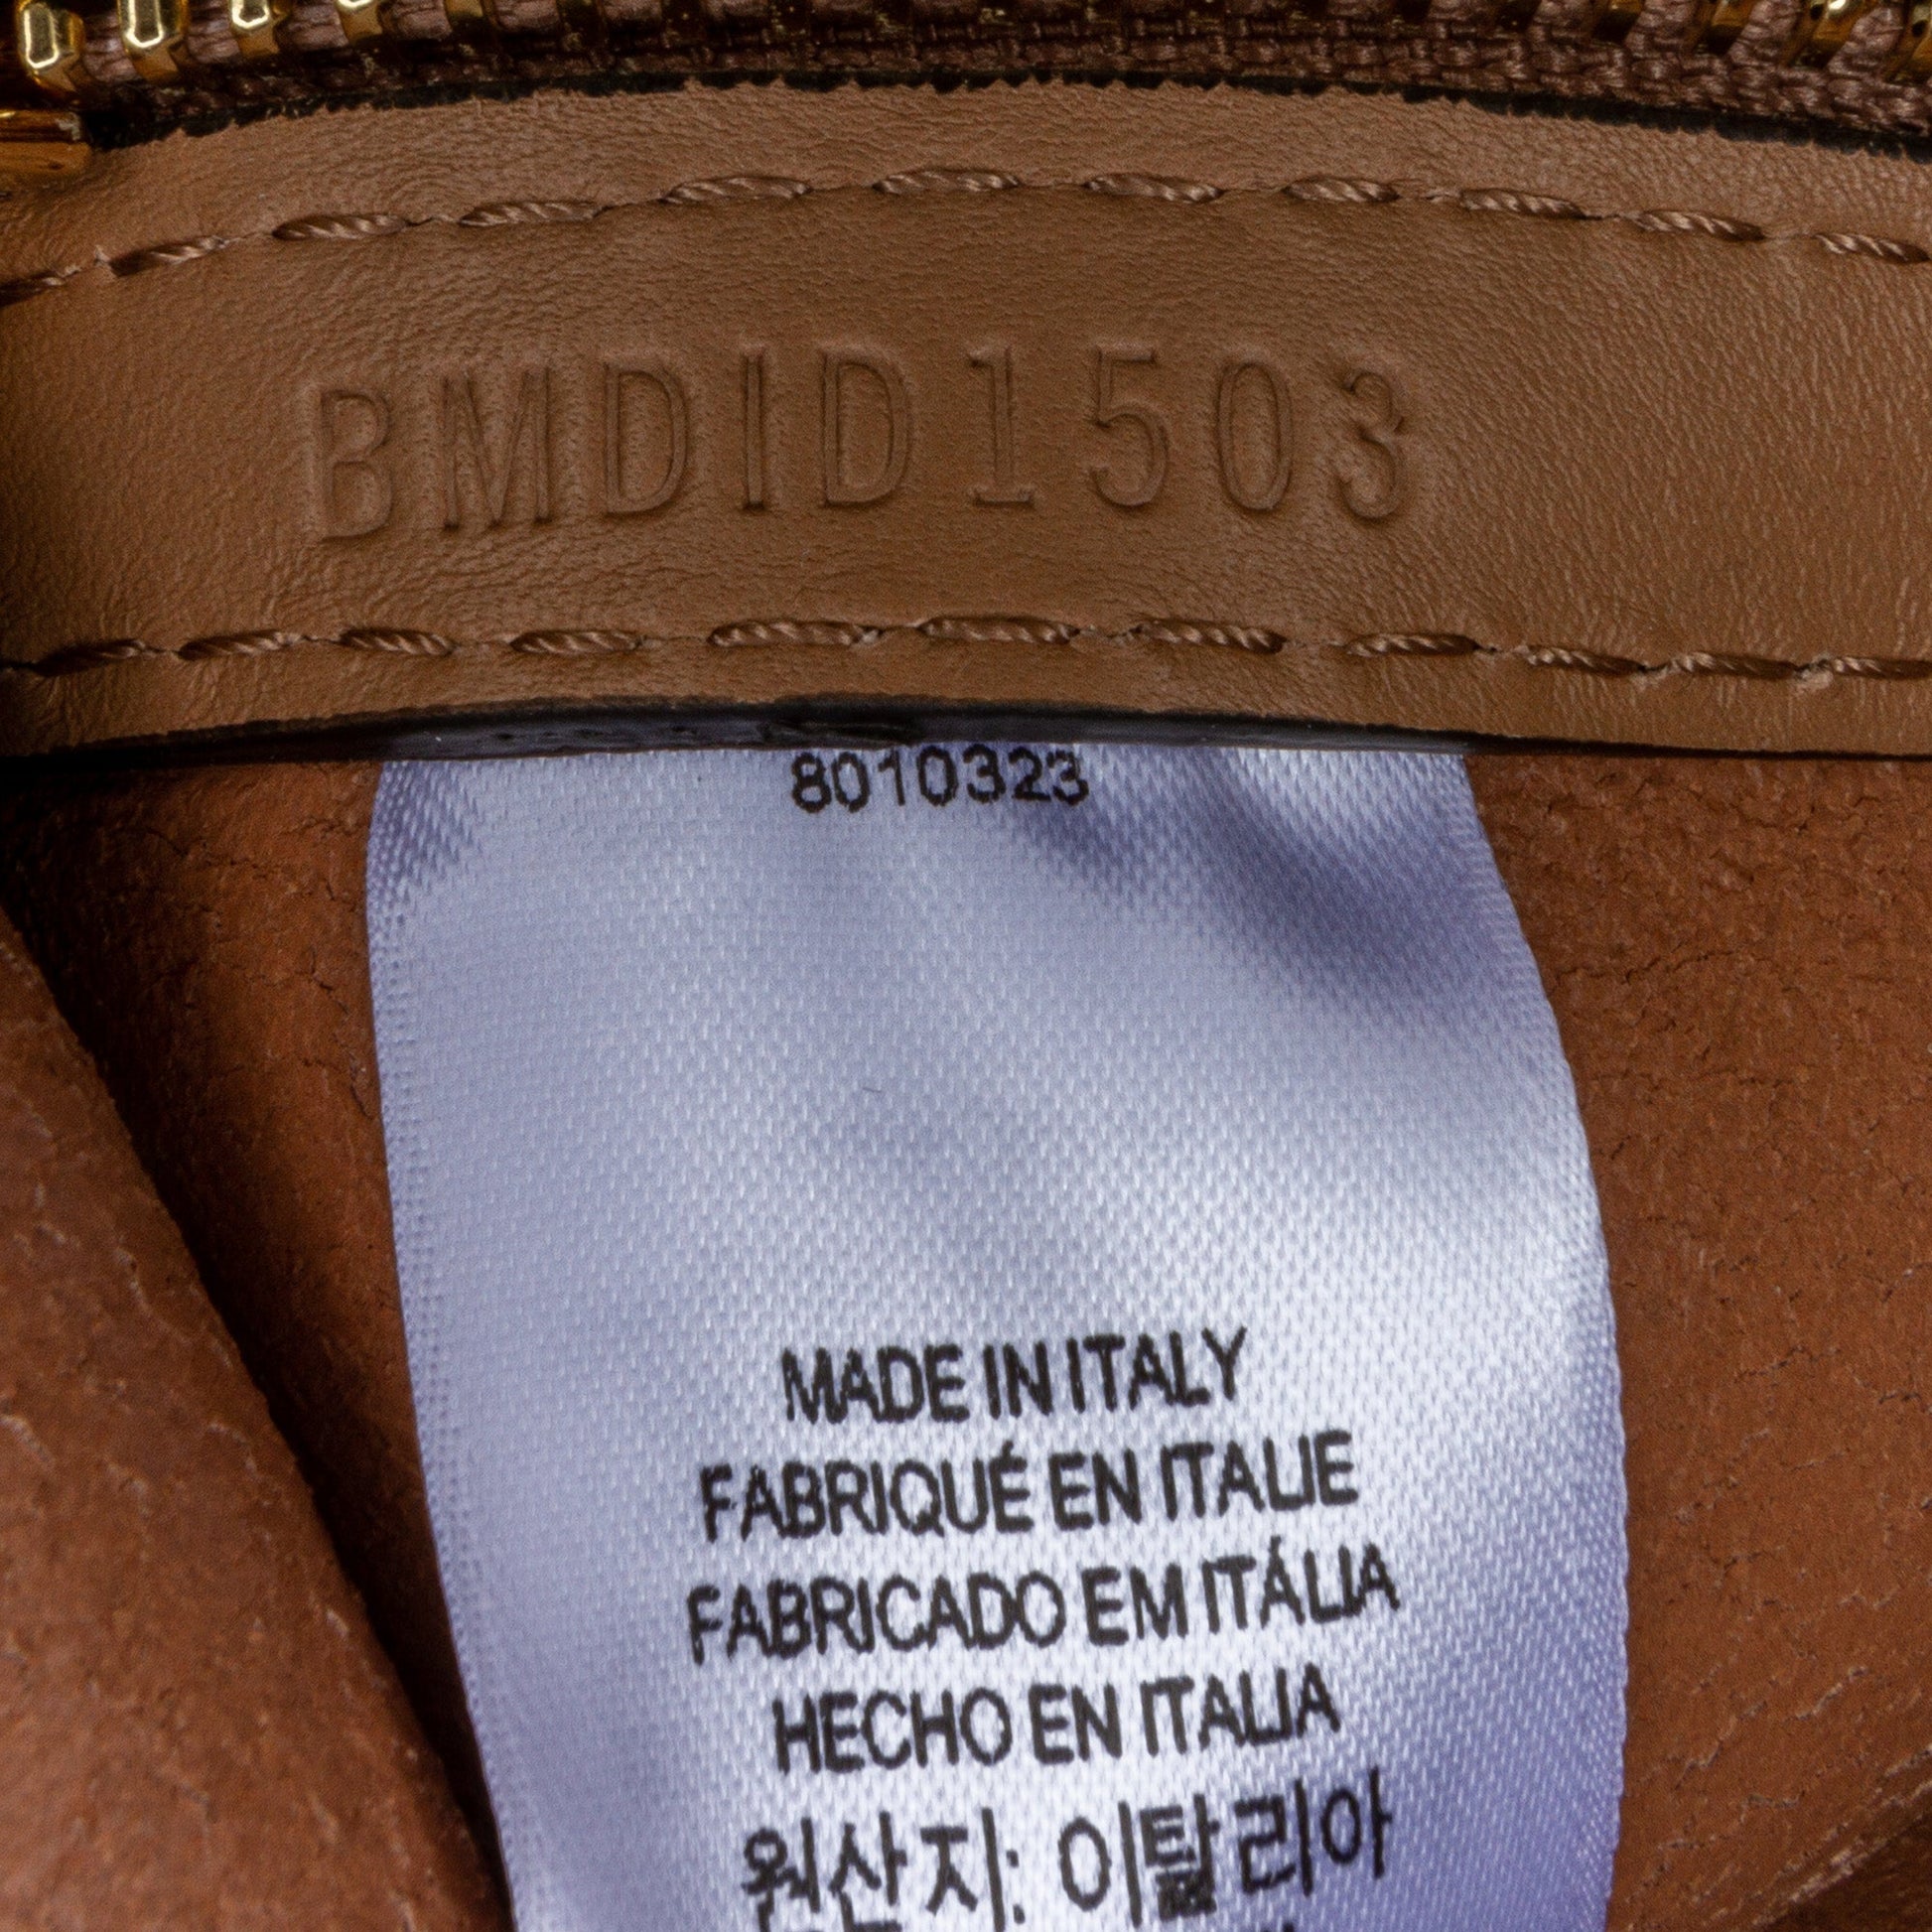 BMDID1503
8010323
MADE IN ITALY
FABRIQUÉ EN ITALIE
FABRICADO EM ITÁLIA
HECHO EN ITALIA
원산지: 이탈리아